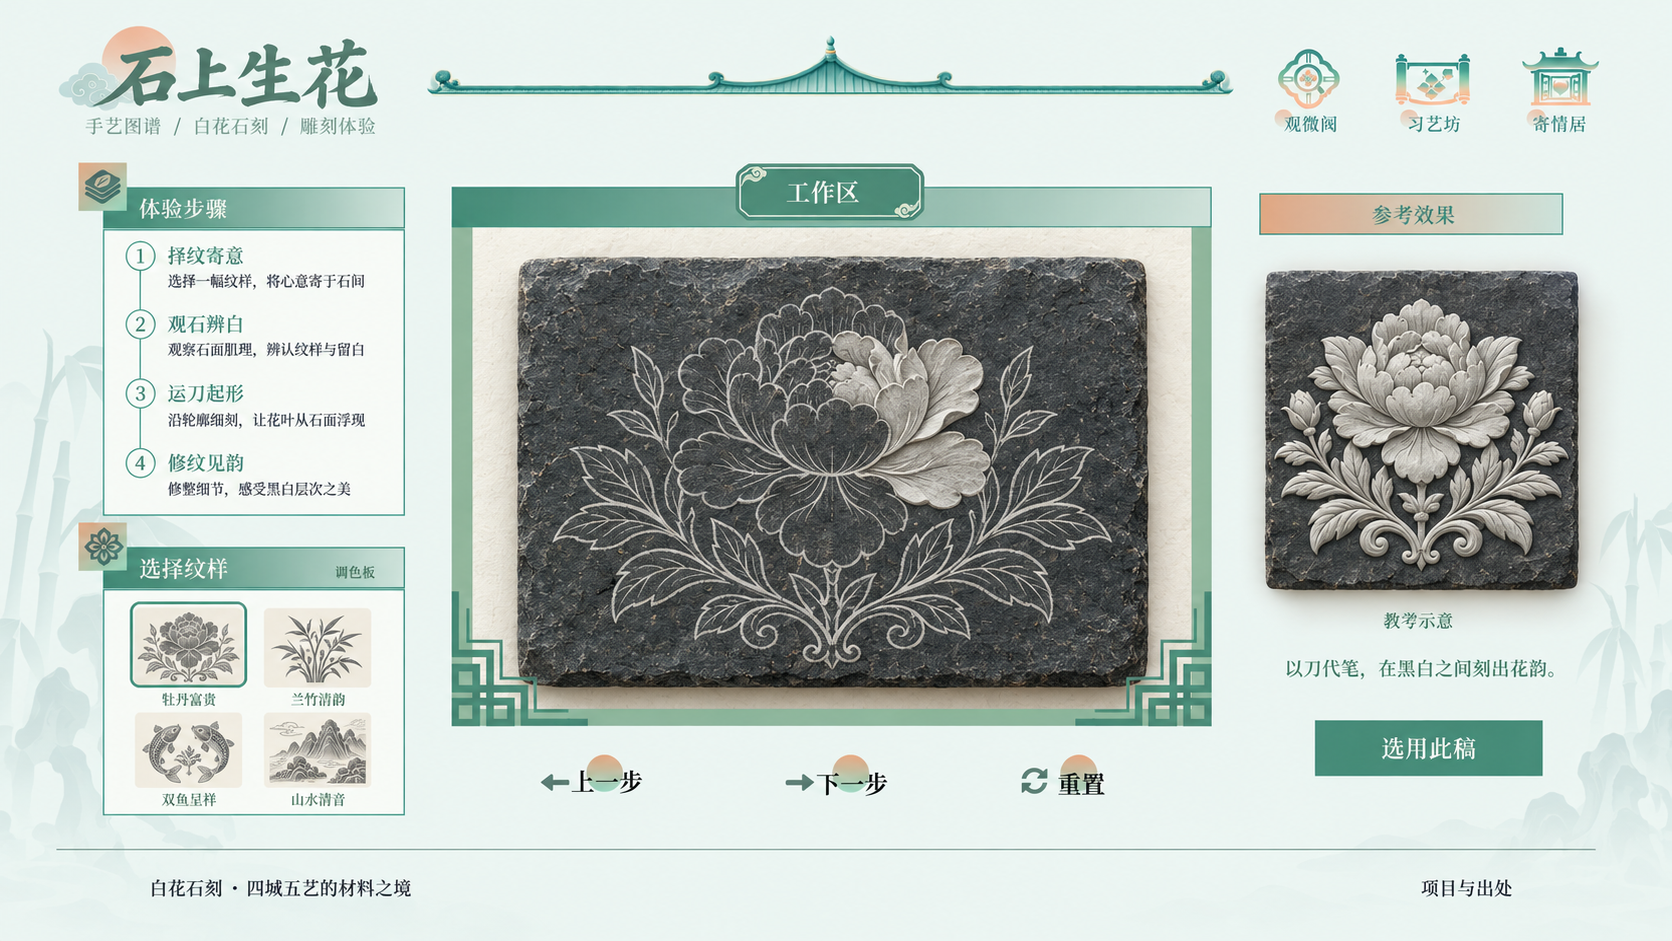 石上生花
手艺图谱 / 白花石刻 / 雕刻体验
观微阁
习艺坊
寄情居
体验步骤
1 择纹寄意
选择一幅纹样，将心意寄于石间
2 观石辨白
观察石面肌理，辨认纹样与留白
3 运刀起形
沿轮廓细刻，让花叶从石面浮现
4 修纹见韵
修整细节，感受黑白层次之美
选择纹样 调色板
牡丹富贵
兰竹清韵
双鱼呈样
山水清音
工作区
上一步
下一步
重置
参考效果
示意
以刀代笔，在黑白之间刻出花韵。
选用此稿
白花石刻・四城五艺的材料之境
项目与出处